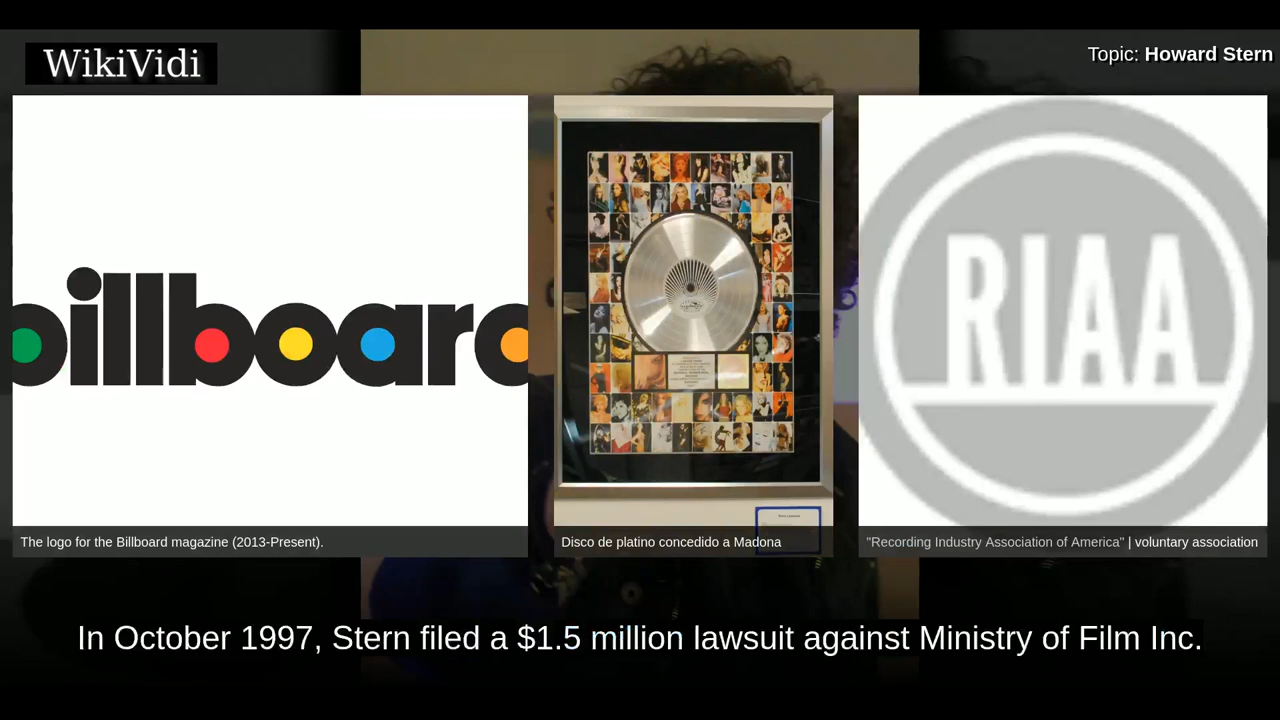 WikiVidi
Topic: Howard Stern
billboard
RIAA
The logo for the Billboard magazine (2013-Present).
Disco de platino concedido a Madona
"Recording Industry Association of America" | voluntary association
In October 1997, Stern filed a $1.5 million lawsuit against Ministry of Film Inc.